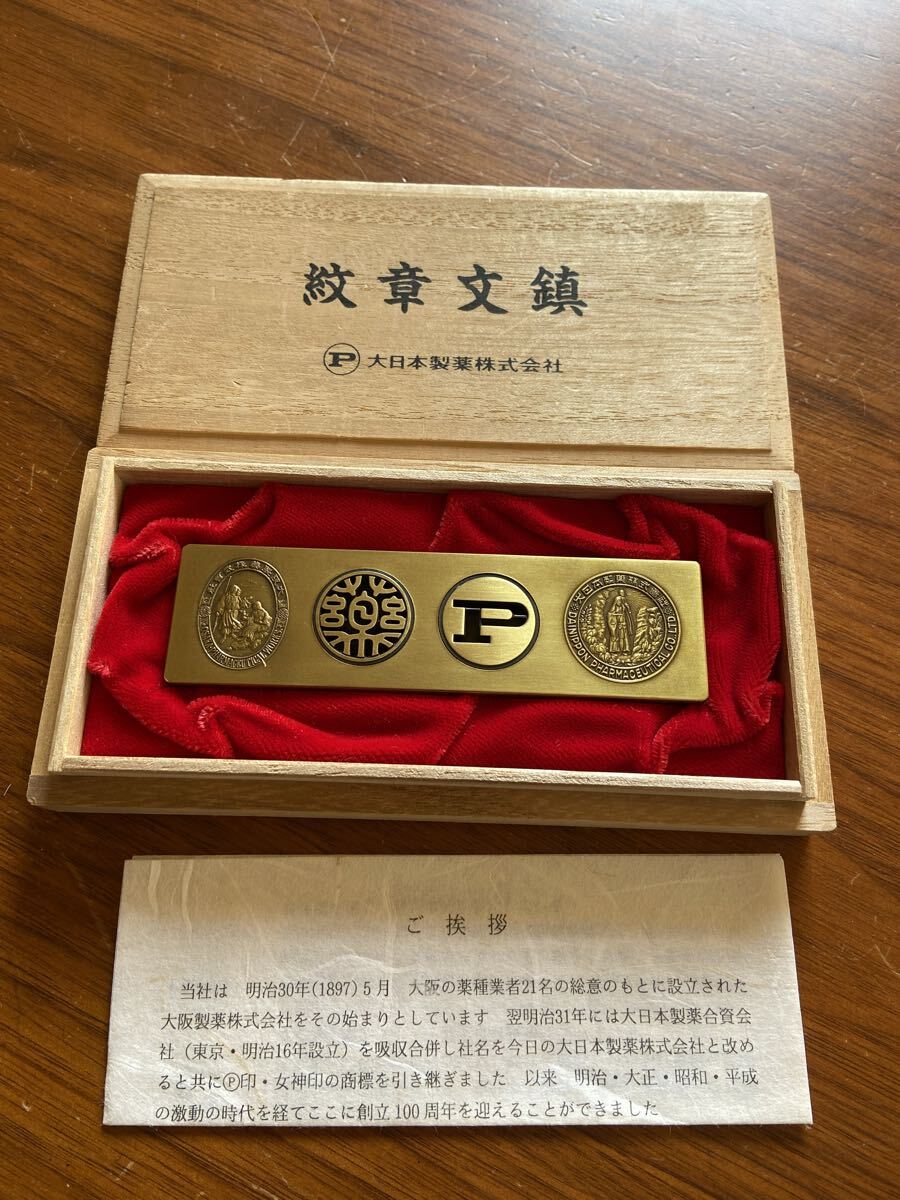 紋章文鎮
P 大日本製薬株式会社
P
大日本製薬株式会社
DAINIPPON PHARMACEUTICAL CO.,LTD.
ご挨拶
当社は 明治30年(1897)5月 大阪の薬種業者21名の総意のもとに設立された
大阪製薬株式会社をその始まりとしています 翌明治31年には大日本製薬合資会
社(東京・明治16年設立)を吸収合併し社名を今日の大日本製薬株式会社と改め
ると共にⓅ印・女神印の商標を引き継ぎました 以来 明治・大正・昭和・平成
の激動の時代を経てここに創立100周年を迎えることができました